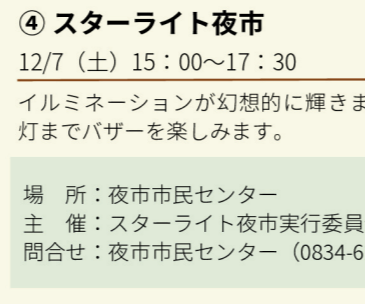 ④ スターライト夜市
12/7（土）15：00〜17：30
イルミネーションが幻想的に輝きま
灯までバザーを楽しみます。
場　所：夜市市民センター
主　催：スターライト夜市実行委員
問合せ：夜市市民センター（0834-6